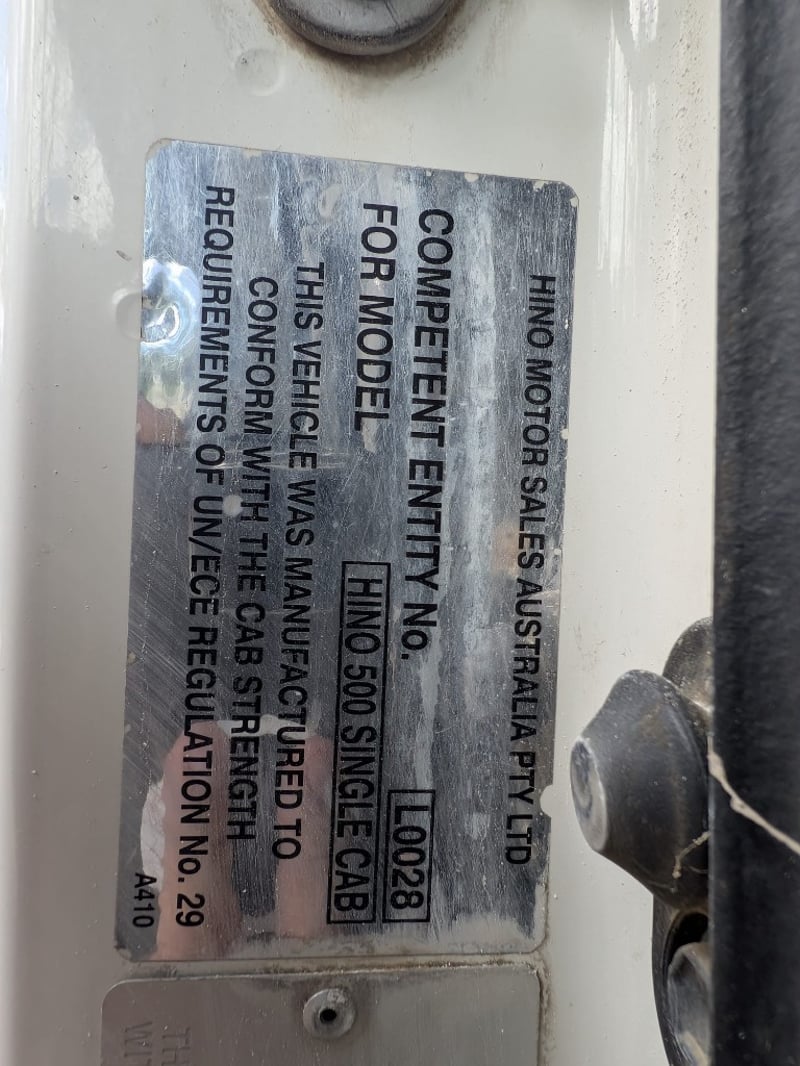 HINO MOTOR SALES AUSTRALIA PTY LTD
COMPETENT ENTITY No. L0028
FOR MODEL HINO 500 SINGLE CAB
THIS VEHICLE WAS MANUFACTURED TO
CONFORM WITH THE CAB STRENGTH
REQUIREMENTS OF UN/ECE REGULATION No. 29
A410